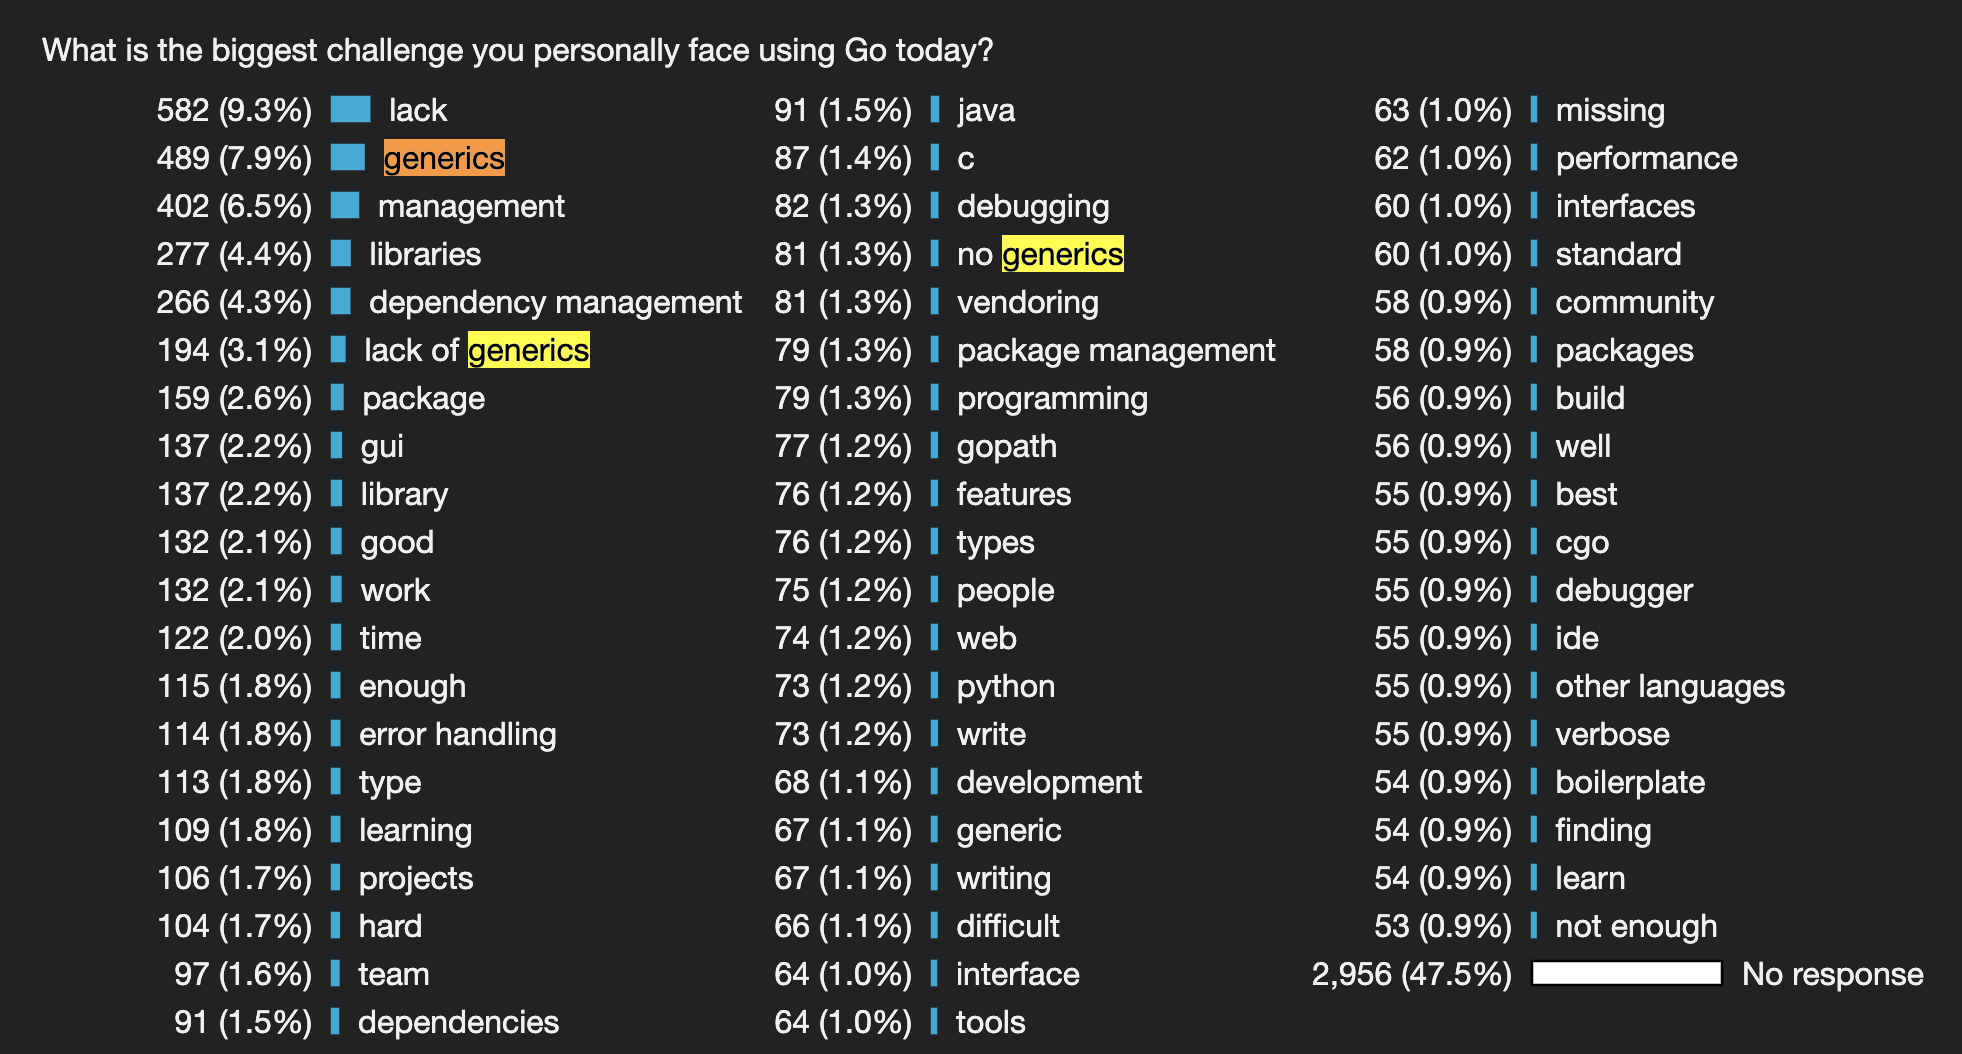 What is the biggest challenge you personally face using Go today?
582 (9.3%) lack
489 (7.9%) generics
402 (6.5%) management
277 (4.4%) libraries
266 (4.3%) dependency management
194 (3.1%) lack of generics
159 (2.6%) package
137 (2.2%) gui
137 (2.2%) library
132 (2.1%) good
132 (2.1%) work
122 (2.0%) time
115 (1.8%) enough
114 (1.8%) error handling
113 (1.8%) type
109 (1.8%) learning
106 (1.7%) projects
104 (1.7%) hard
97 (1.6%) team
91 (1.5%) dependencies
91 (1.5%) java
87 (1.4%) c
82 (1.3%) debugging
81 (1.3%) no generics
81 (1.3%) vendoring
79 (1.3%) package management
79 (1.3%) programming
77 (1.2%) gopath
76 (1.2%) features
76 (1.2%) types
75 (1.2%) people
74 (1.2%) web
73 (1.2%) python
73 (1.2%) write
68 (1.1%) development
67 (1.1%) generic
67 (1.1%) writing
66 (1.1%) difficult
64 (1.0%) interface
64 (1.0%) tools
63 (1.0%) missing
62 (1.0%) performance
60 (1.0%) interfaces
60 (1.0%) standard
58 (0.9%) community
58 (0.9%) packages
56 (0.9%) build
56 (0.9%) well
55 (0.9%) best
55 (0.9%) cgo
55 (0.9%) debugger
55 (0.9%) ide
55 (0.9%) other languages
55 (0.9%) verbose
54 (0.9%) boilerplate
54 (0.9%) finding
54 (0.9%) learn
53 (0.9%) not enough
2,956 (47.5%) No response